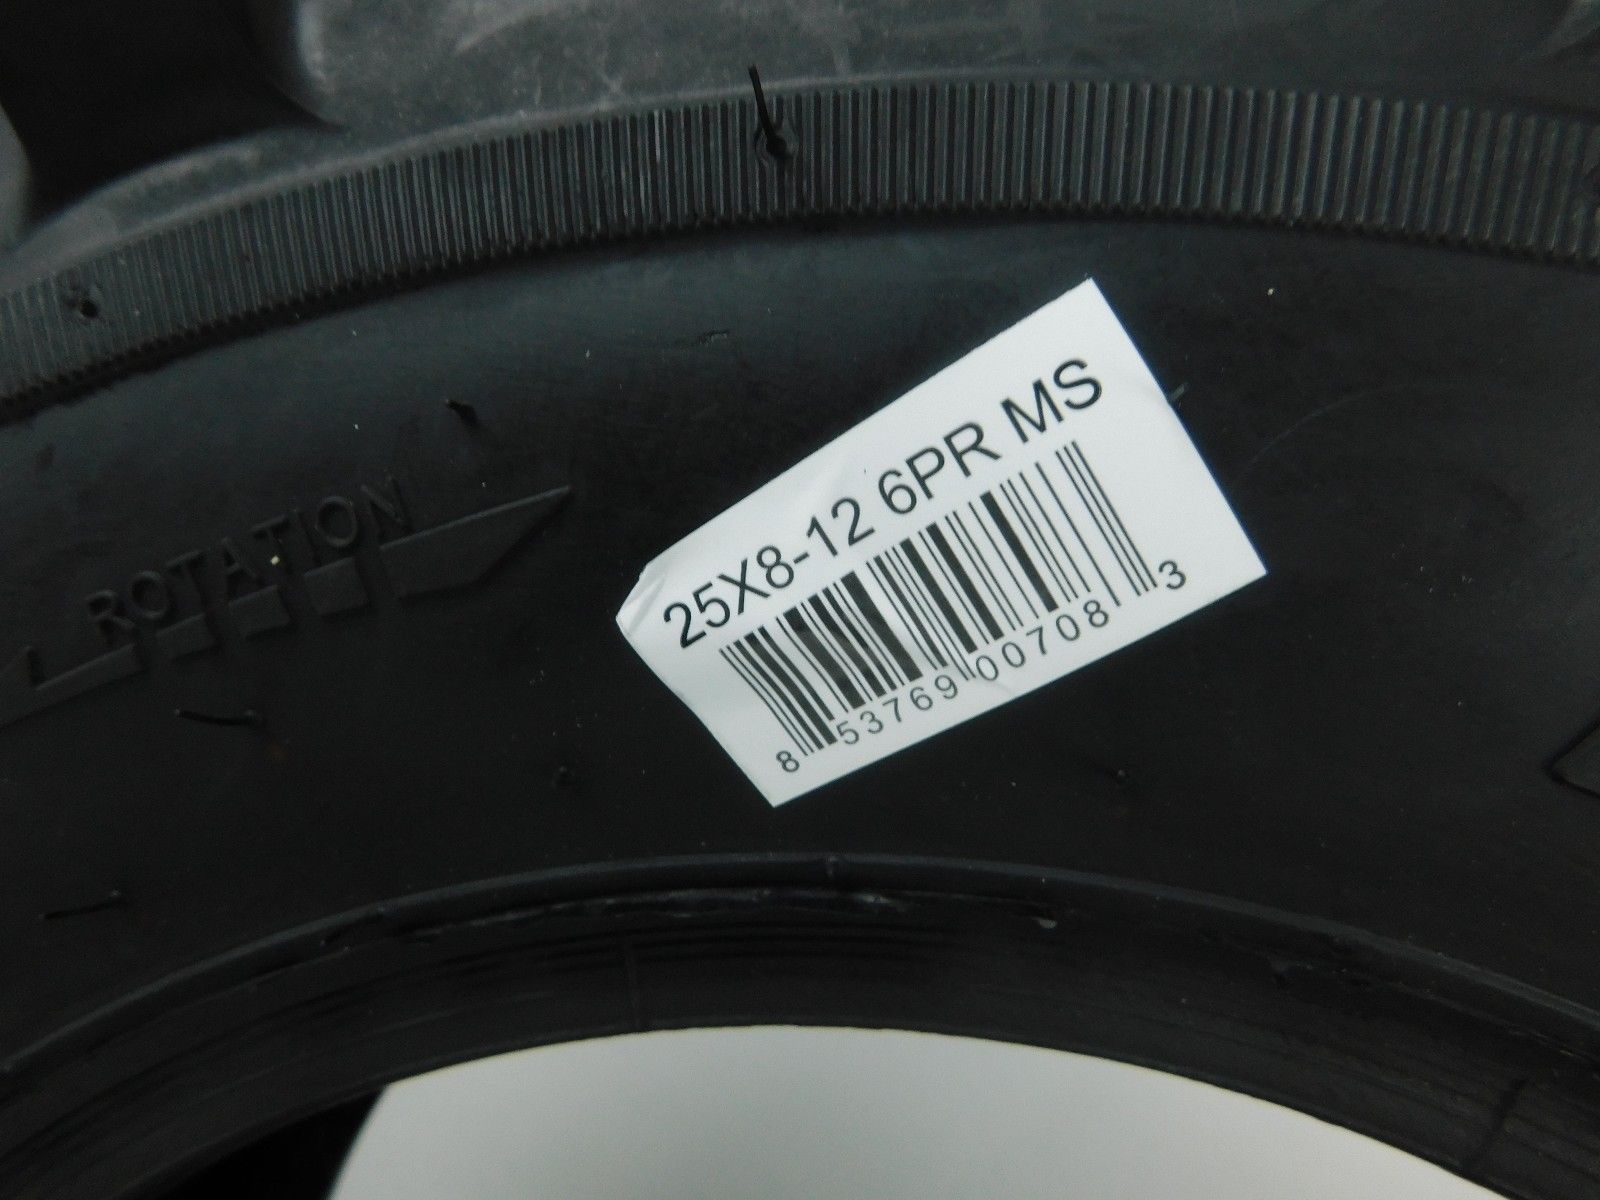 ROTATION
25X8-12 6PR MS
8 53769 00708 3